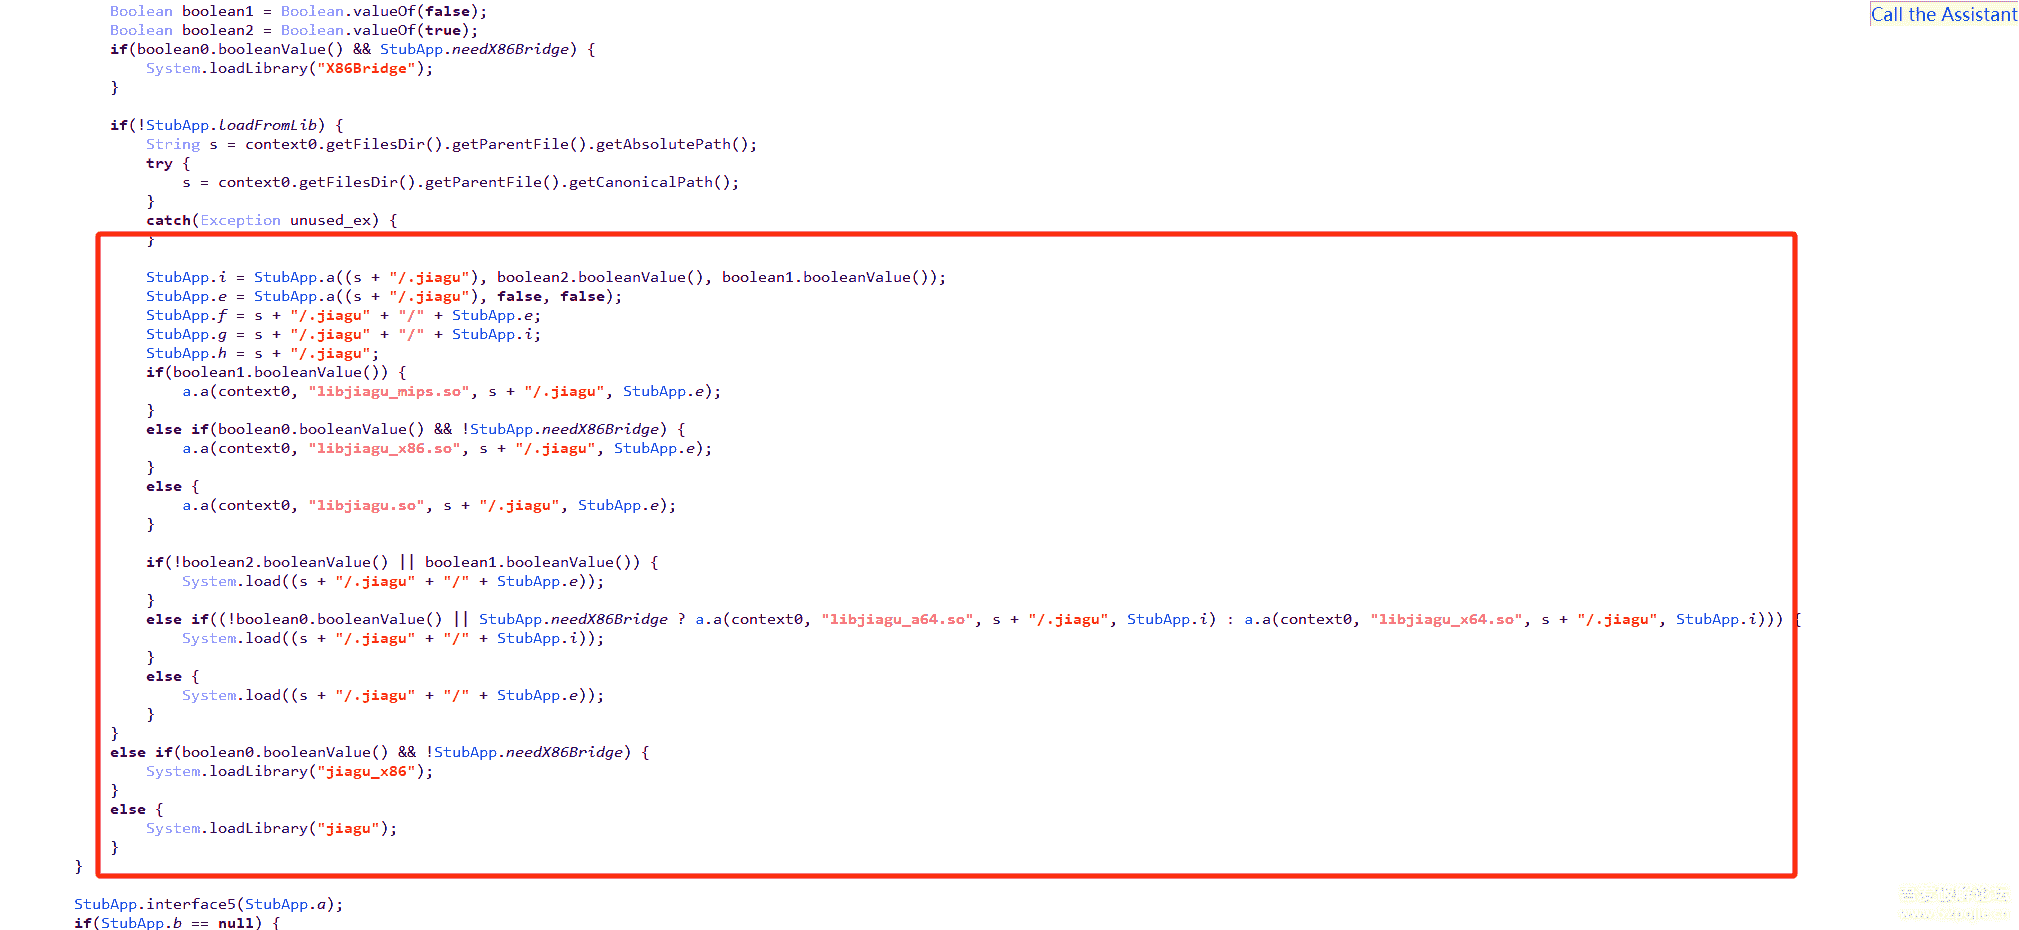 Boolean boolean1 = Boolean.valueOf(false);
Call the Assistant
Boolean boolean2 = Boolean.valueOf(true);
if(boolean0.booleanValue() && StubApp.needX86Bridge) {
System.loadLibrary("X86Bridge");
}
if(!StubApp.loadFromLib) {
String s = context0.getFilesDir().getParentFile().getAbsolutePath();
try {
s = context0.getFilesDir().getParentFile().getCanonicalPath();
}
catch(Exception unused_ex) {
}
StubApp.i = StubApp.a((s + "/.jiagu"), boolean2.booleanValue(), boolean1.booleanValue());
StubApp.e = StubApp.a((s + "/.jiagu"), false, false);
StubApp.f = s + "/.jiagu" + "/" + StubApp.e;
StubApp.g = s + "/.jiagu" + "/" + StubApp.i;
StubApp.h = s + "/.jiagu";
if(boolean1.booleanValue()) {
a.a(context0, "libjiagu_mips.so", s + "/.jiagu", StubApp.e);
}
else if(boolean0.booleanValue() && !StubApp.needX86Bridge) {
a.a(context0, "libjiagu_x86.so", s + "/.jiagu", StubApp.e);
}
else {
a.a(context0, "libjiagu.so", s + "/.jiagu", StubApp.e);
}
if(!boolean2.booleanValue() || boolean1.booleanValue()) {
System.load((s + "/.jiagu" + "/" + StubApp.e));
}
else if((!boolean0.booleanValue() || StubApp.needX86Bridge ? a.a(context0, "libjiagu_a64.so", s + "/.jiagu", StubApp.i) : a.a(context0, "libjiagu_x64.so", s + "/.jiagu", StubApp.i))) {
System.load((s + "/.jiagu" + "/" + StubApp.i));
}
else {
System.load((s + "/.jiagu" + "/" + StubApp.e));
}
}
else if(boolean0.booleanValue() && !StubApp.needX86Bridge) {
System.loadLibrary("jiagu_x86");
}
else {
System.loadLibrary("jiagu");
}
}
StubApp.interface5(StubApp.a);
if(StubApp.b == null) {